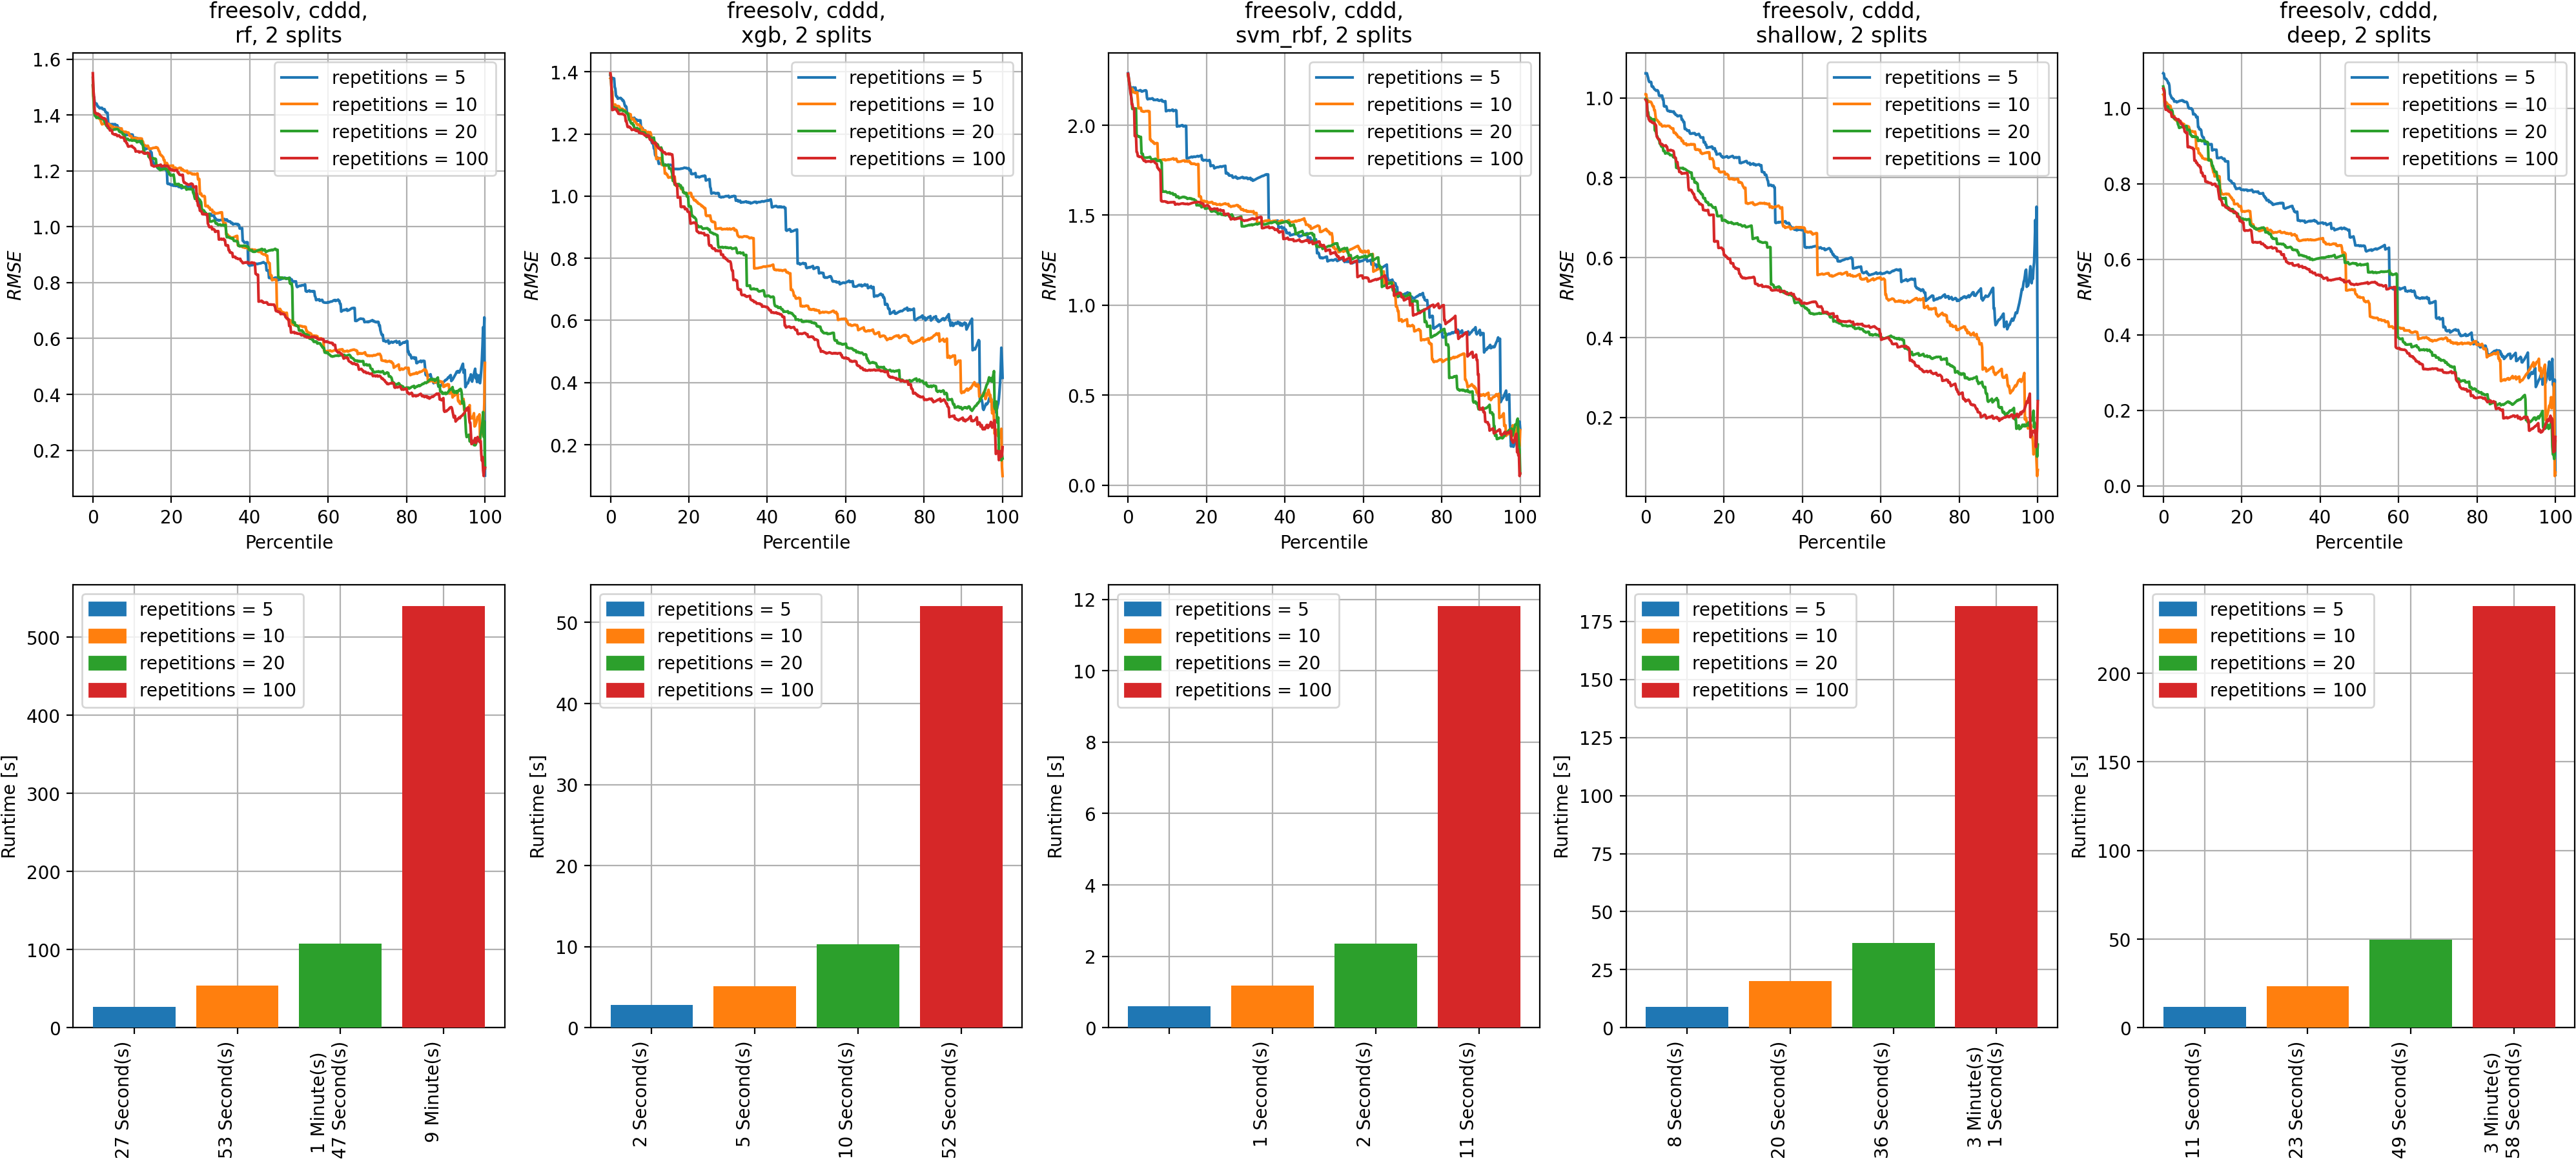 freesolv, cddd,
rf, 2 splits
RMSE
1.6
1.4
1.2
1.0
0.8
0.6
0.4
0.2
repetitions = 5
repetitions = 10
repetitions = 20
repetitions = 100
0 20 40 60 80 100
Percentile
freesolv, cddd,
xgb, 2 splits
RMSE
1.4
1.2
1.0
0.8
0.6
0.4
0.2
repetitions = 5
repetitions = 10
repetitions = 20
repetitions = 100
0 20 40 60 80 100
Percentile
freesolv, cddd,
svm_rbf, 2 splits
RMSE
2.0
1.5
1.0
0.5
0.0
repetitions = 5
repetitions = 10
repetitions = 20
repetitions = 100
0 20 40 60 80 100
Percentile
freesolv, cddd,
shallow, 2 splits
RMSE
1.0
0.8
0.6
0.4
0.2
repetitions = 5
repetitions = 10
repetitions = 20
repetitions = 100
0 20 40 60 80 100
Percentile
freesolv, cddd,
deep, 2 splits
RMSE
1.0
0.8
0.6
0.4
0.2
0.0
repetitions = 5
repetitions = 10
repetitions = 20
repetitions = 100
0 20 40 60 80 100
Percentile
Runtime [s]
500
400
300
200
100
0
repetitions = 5
repetitions = 10
repetitions = 20
repetitions = 100
27 Second(s)
53 Second(s)
1 Minute(s)
47 Second(s)
9 Minute(s)
Runtime [s]
50
40
30
20
10
0
repetitions = 5
repetitions = 10
repetitions = 20
repetitions = 100
2 Second(s)
5 Second(s)
10 Second(s)
52 Second(s)
Runtime [s]
12
10
8
6
4
2
0
repetitions = 5
repetitions = 10
repetitions = 20
repetitions = 100
1 Second(s)
2 Second(s)
11 Second(s)
Runtime [s]
175
150
125
100
75
50
25
0
repetitions = 5
repetitions = 10
repetitions = 20
repetitions = 100
8 Second(s)
20 Second(s)
36 Second(s)
3 Minute(s)
1 Second(s)
Runtime [s]
200
150
100
50
0
repetitions = 5
repetitions = 10
repetitions = 20
repetitions = 100
11 Second(s)
23 Second(s)
49 Second(s)
3 Minute(s)
58 Second(s)